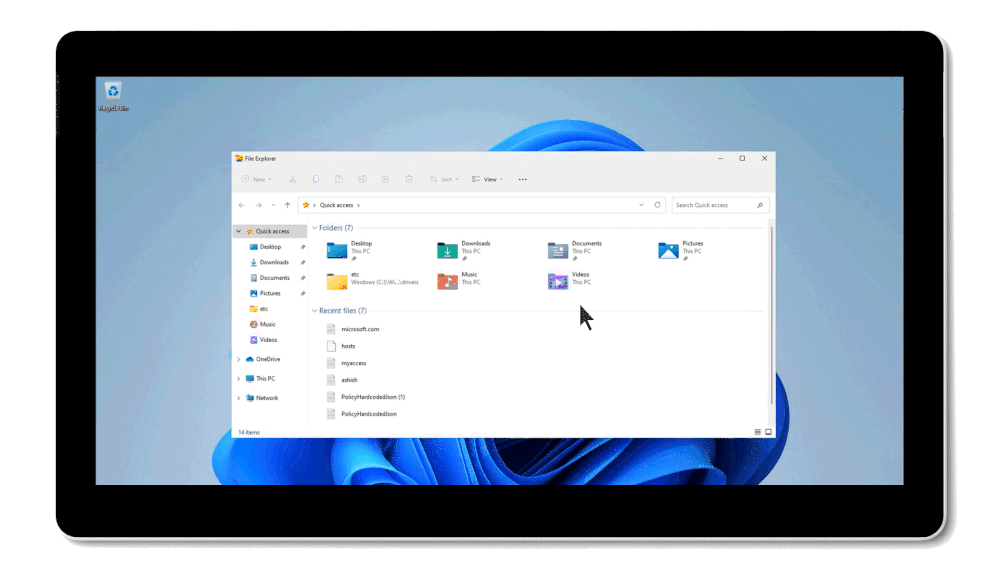 Recycle Bin
File Explorer
New
Sort
View
Quick access
Search Quick access
Quick access
Desktop
Downloads
Documents
Pictures
etc
Music
Videos
OneDrive
This PC
Network
Folders (7)
Desktop
This PC
Downloads
This PC
Documents
This PC
Pictures
This PC
etc
Windows (C:)\Wi...\drivers
Music
This PC
Videos
This PC
Recent files (7)
microsoft.com
hosts
myaccess
ashish
PolicyHardcodedJson (1)
PolicyHardcodedJson
14 items